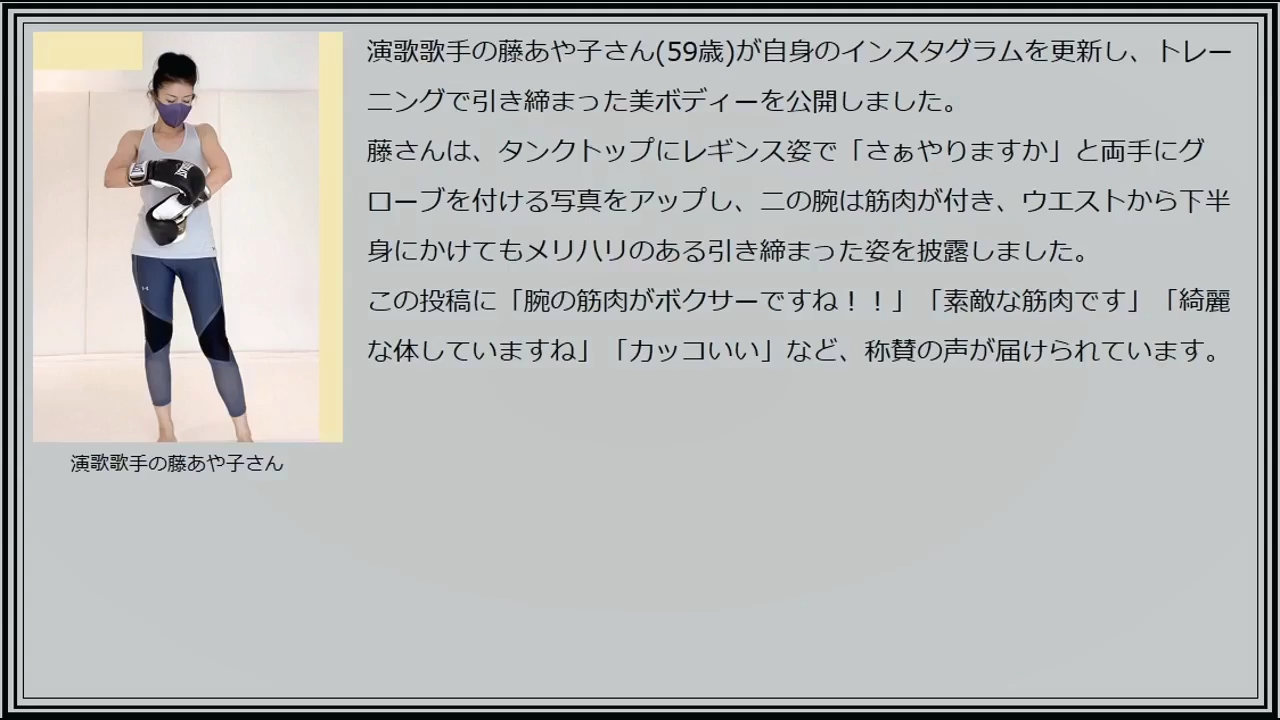 演歌歌手の藤あや子さん(59歳)が自身のインスタグラムを更新し、トレー
ニングで引き締まった美ボディーを公開しました。
藤さんは、タンクトップにレギンス姿で「さぁやりますか」と両手にグ
ローブを付ける写真をアップし、二の腕は筋肉が付き、ウエストから下半
身にかけてもメリハリのある引き締まった姿を披露しました。
この投稿に「腕の筋肉がボクサーですね！！」「素敵な筋肉です」「綺麗
な体していますね」「カッコいい」など、称賛の声が届けられています。
演歌歌手の藤あや子さん